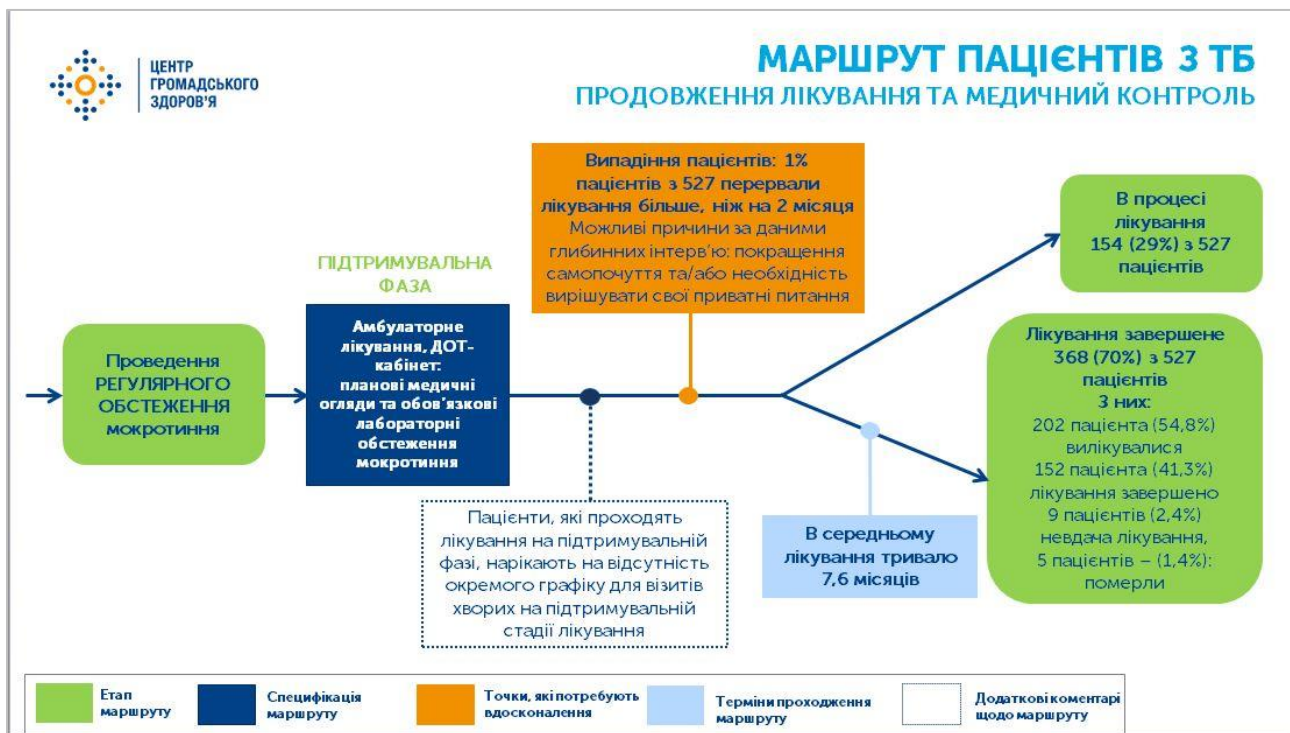 ЦЕНТР
ГРОМАДСЬКОГО
ЗДОРОВ'Я
МАРШРУТ ПАЦІЄНТІВ З ТБ
ПРОДОВЖЕННЯ ЛІКУВАННЯ ТА МЕДИЧНИЙ КОНТРОЛЬ
Проведення
РЕГУЛЯРНОГО
ОБСТЕЖЕННЯ
мокротиння
ПІДТРИМУВАЛЬНА
ФАЗА
Амбулаторне
лікування, ДОТ-
кабінет:
планові медичні
огляди та обов'язкові
лабораторні
обстеження
мокротиння
Випадіння пацієнтів: 1%
пацієнтів з 527 перервали
лікування більше, ніж на 2 місяця
Можливі причини за даними
глибинних інтерв'ю: покращення
самопочуття та/або необхідність
вирішувати свої приватні питання
Пацієнти, які проходять
лікування на підтримувальній
фазі, нарікають на відсутність
окремого графіку для візитів
хворих на підтримувальній
стадії лікування
В середньому
лікування тривало
7,6 місяців
В процесі
лікування
154 (29%) з 527
пацієнтів
Лікування завершене
368 (70%) з 527
пацієнтів
З них:
202 пацієнта (54,8%)
вилікувалися
152 пацієнта (41,3%)
лікування завершено
9 пацієнтів (2,4%)
невдача лікування,
5 пацієнтів – (1,4%):
померли
Етап
маршруту
Специфікація
маршруту
Точки, які потребують
вдосконалення
Терміни проходження
маршруту
Додаткові коментарі
щодо маршруту